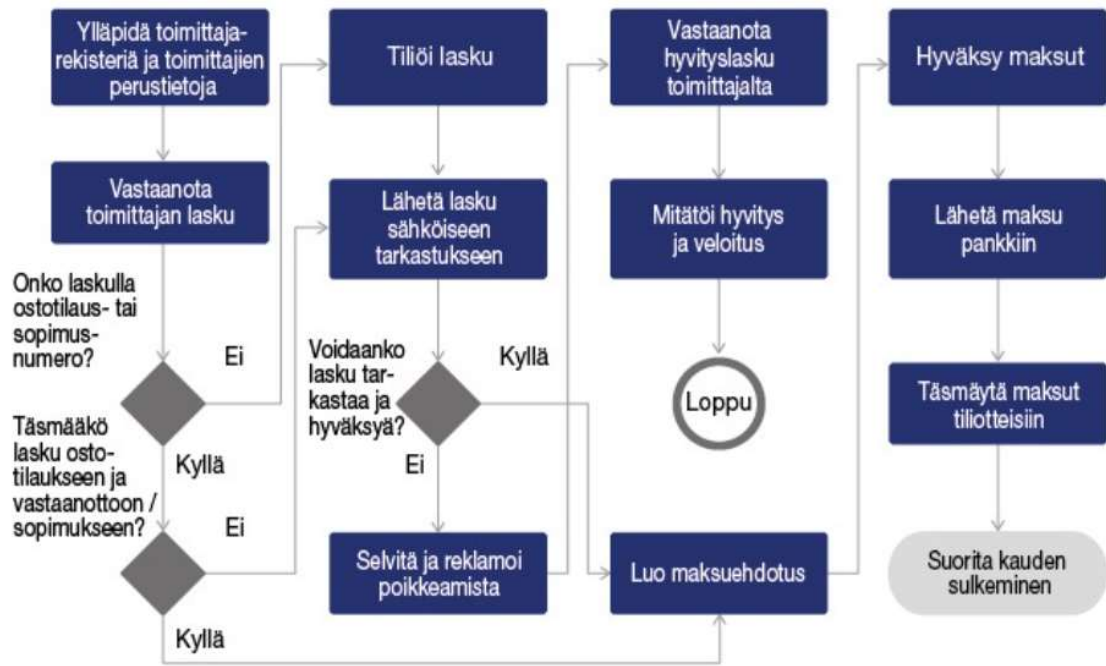 Ylläpidä toimittaja-
rekisteriä ja toimittajien
perustietoja
Vastaanota
toimittajan lasku
Onko laskulla
ostotilaus- tai
sopimus-
numero?
Ei
Täsmääkö
lasku osto-
tilaukseen ja
vastaanottoon /
sopimukseen?
Kyllä
Ei
Kyllä
Tiliöi lasku
Lähetä lasku
sähköiseen
tarkastukseen
Voidaanko
lasku tar-
kastaa ja
hyväksyä?
Kyllä
Ei
Selvitä ja reklamoi
poikkeamista
Vastaanota
hyvityslasku
toimittajalta
Mitätöi hyvitys
ja veloitus
Loppu
Luo maksuehdotus
Hyväksy maksut
Lähetä maksu
pankkiin
Täsmäytä maksut
tiliotteisiin
Suorita kauden
sulkeminen